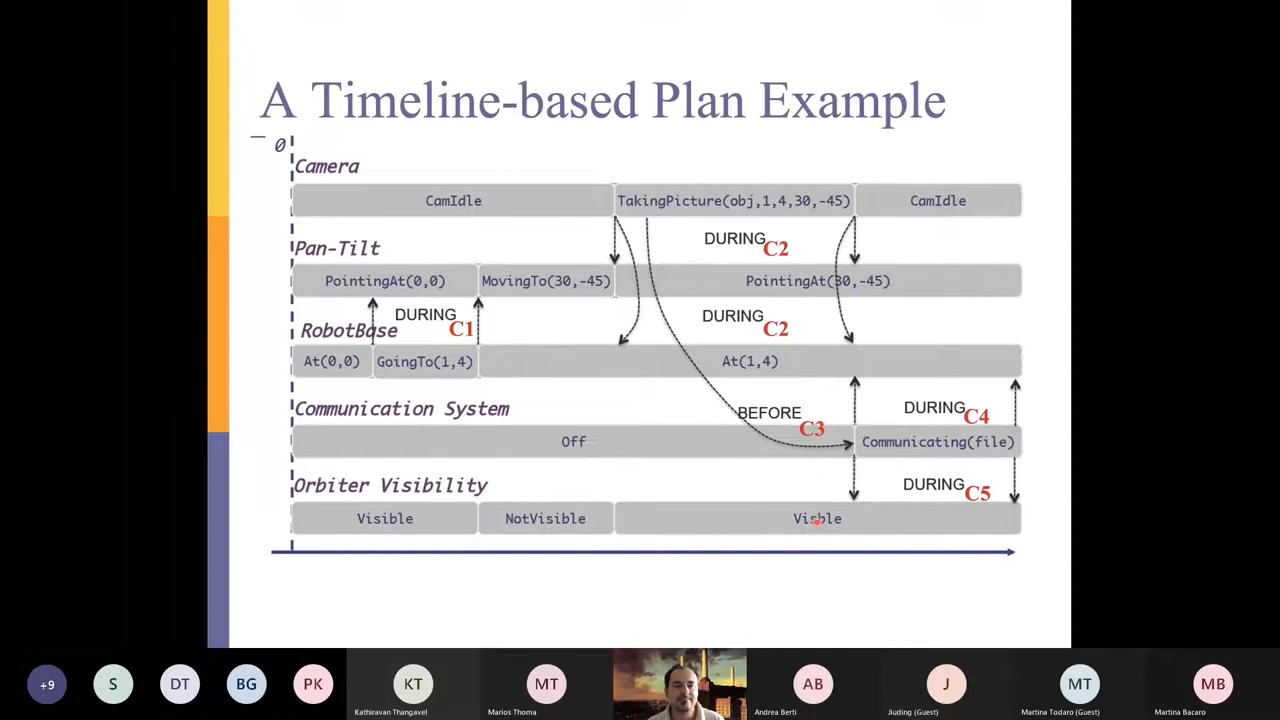 A Timeline-based Plan Example
0
Camera
CamIdle
TakingPicture(obj,1,4,30,-45)
CamIdle
DURING
C2
Pan-Tilt
PointingAt(0,0)
MovingTo(30,-45)
PointingAt(30,-45)
DURING
C1
DURING
C2
RobotBase
At(0,0)
GoingTo(1,4)
At(1,4)
Communication System
BEFORE
C3
DURING
C4
Off
Communicating(file)
Orbiter Visibility
DURING
C5
Visible
NotVisible
Visble
+9
S
DT
BG
PK
KT
Kathiravan Thangavel
MT
Marios Thoma
AB
Andrea Berti
J
Jiuding (Guest)
MT
Martina Todaro (Guest)
MB
Martina Bacaro